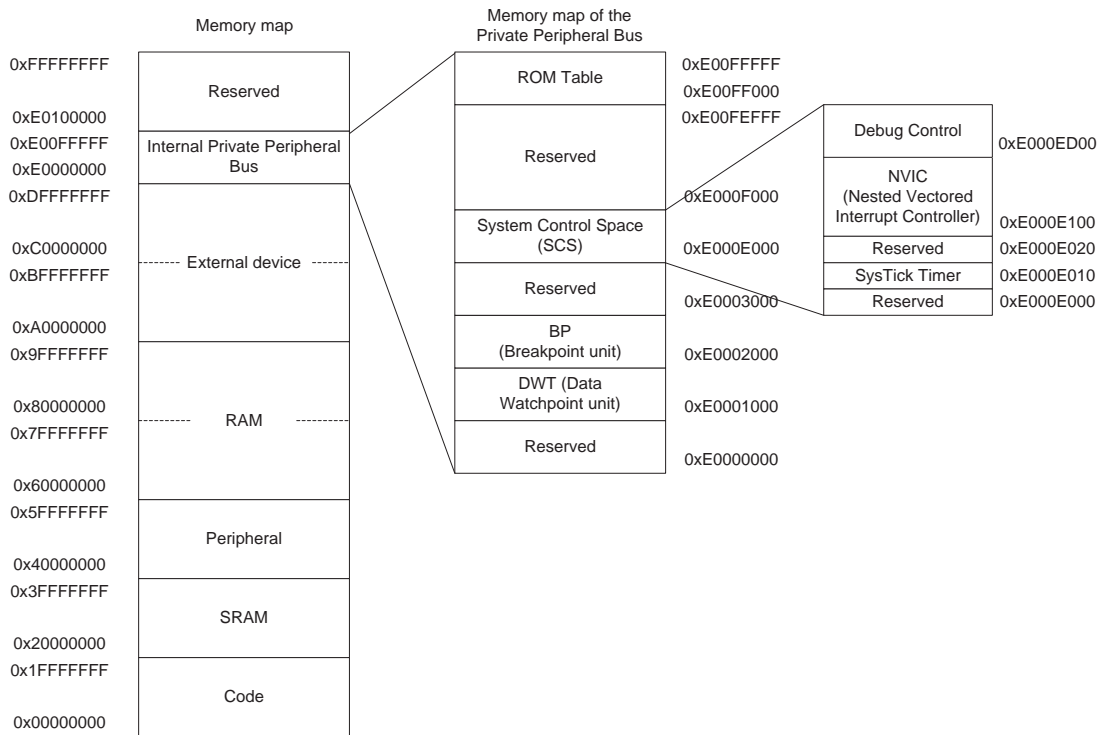 Memory map
0xFFFFFFFF
Reserved
0xE0100000
0xE00FFFFF
Internal Private Peripheral
Bus
0xE0000000
0xDFFFFFFF
0xC0000000
External device
0xBFFFFFFF
0xA0000000
0x9FFFFFFF
0x80000000
RAM
0x7FFFFFFF
0x60000000
0x5FFFFFFF
Peripheral
0x40000000
0x3FFFFFFF
SRAM
0x20000000
0x1FFFFFFF
Code
0x00000000
Memory map of the
Private Peripheral Bus
ROM Table
0xE00FFFFF
0xE00FF000
0xE00FEFFF
Reserved
0xE000F000
System Control Space
(SCS)
0xE000E000
Reserved
0xE0003000
BP
(Breakpoint unit)
0xE0002000
DWT (Data
Watchpoint unit)
0xE0001000
Reserved
0xE0000000
Debug Control
0xE000ED00
NVIC
(Nested Vectored
Interrupt Controller)
0xE000E100
Reserved
0xE000E020
SysTick Timer
0xE000E010
Reserved
0xE000E000